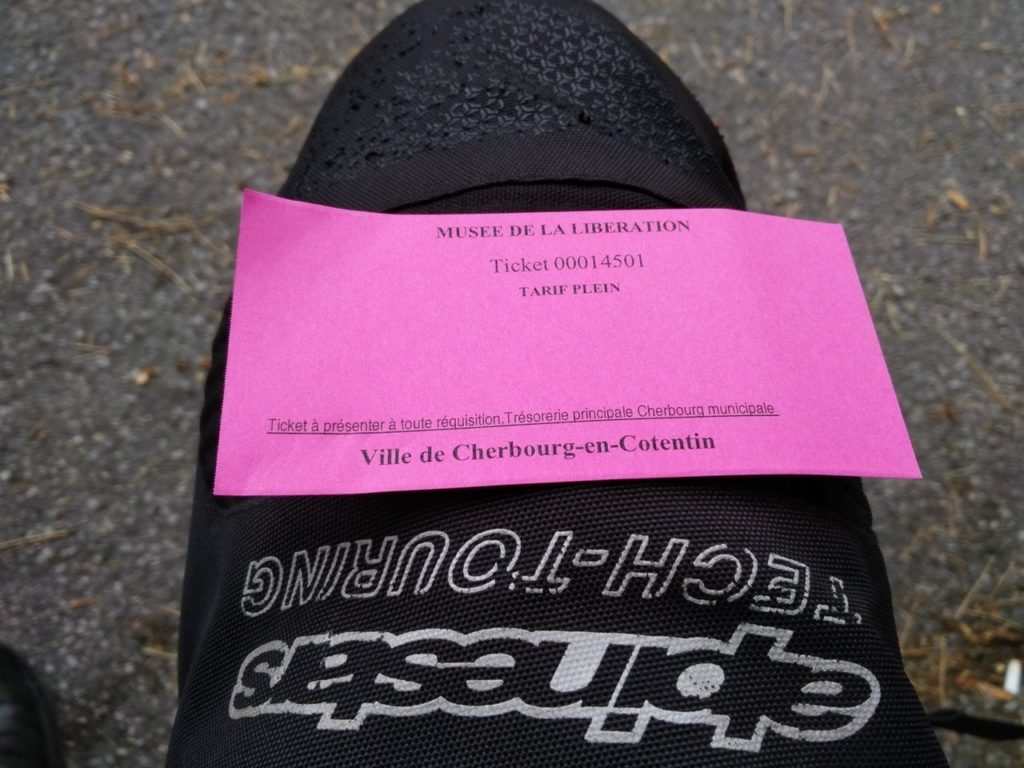 MUSEE DE LA LIBERATION
Ticket 00014501
TARIF PLEIN
Ticket à présenter à toute réquisition.Trésorerie principale Cherbourg municipale
Ville de Cherbourg-en-Cotentin
alpinestars
TECH-TOURING